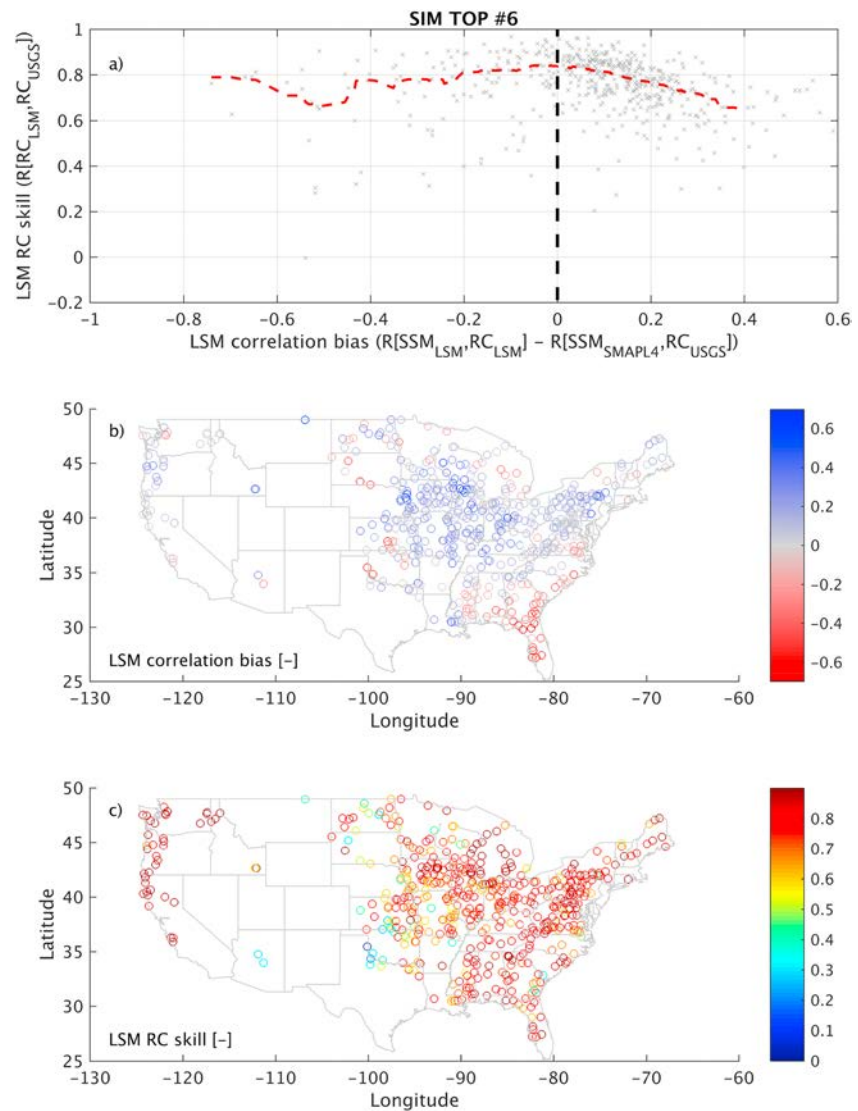 SIM TOP #6
a)
1
0.8
0.6
0.4
0.2
0
−0.2
LSM RC skill (R[RC_LSM,RC_USGS])
−1 −0.8 −0.6 −0.4 −0.2 0 0.2 0.4 0.6
LSM correlation bias (R[SSM_LSM,RC_LSM] − R[SSM_SMAPL4,RC_USGS])
b)
50
45
40
35
30
25
Latitude
LSM correlation bias [-]
−130 −120 −110 −100 −90 −80 −70 −60
Longitude
0.6
0.4
0.2
0
−0.2
−0.4
−0.6
c)
50
45
40
35
30
25
Latitude
LSM RC skill [-]
−130 −120 −110 −100 −90 −80 −70 −60
Longitude
0.8
0.7
0.6
0.5
0.4
0.3
0.2
0.1
0